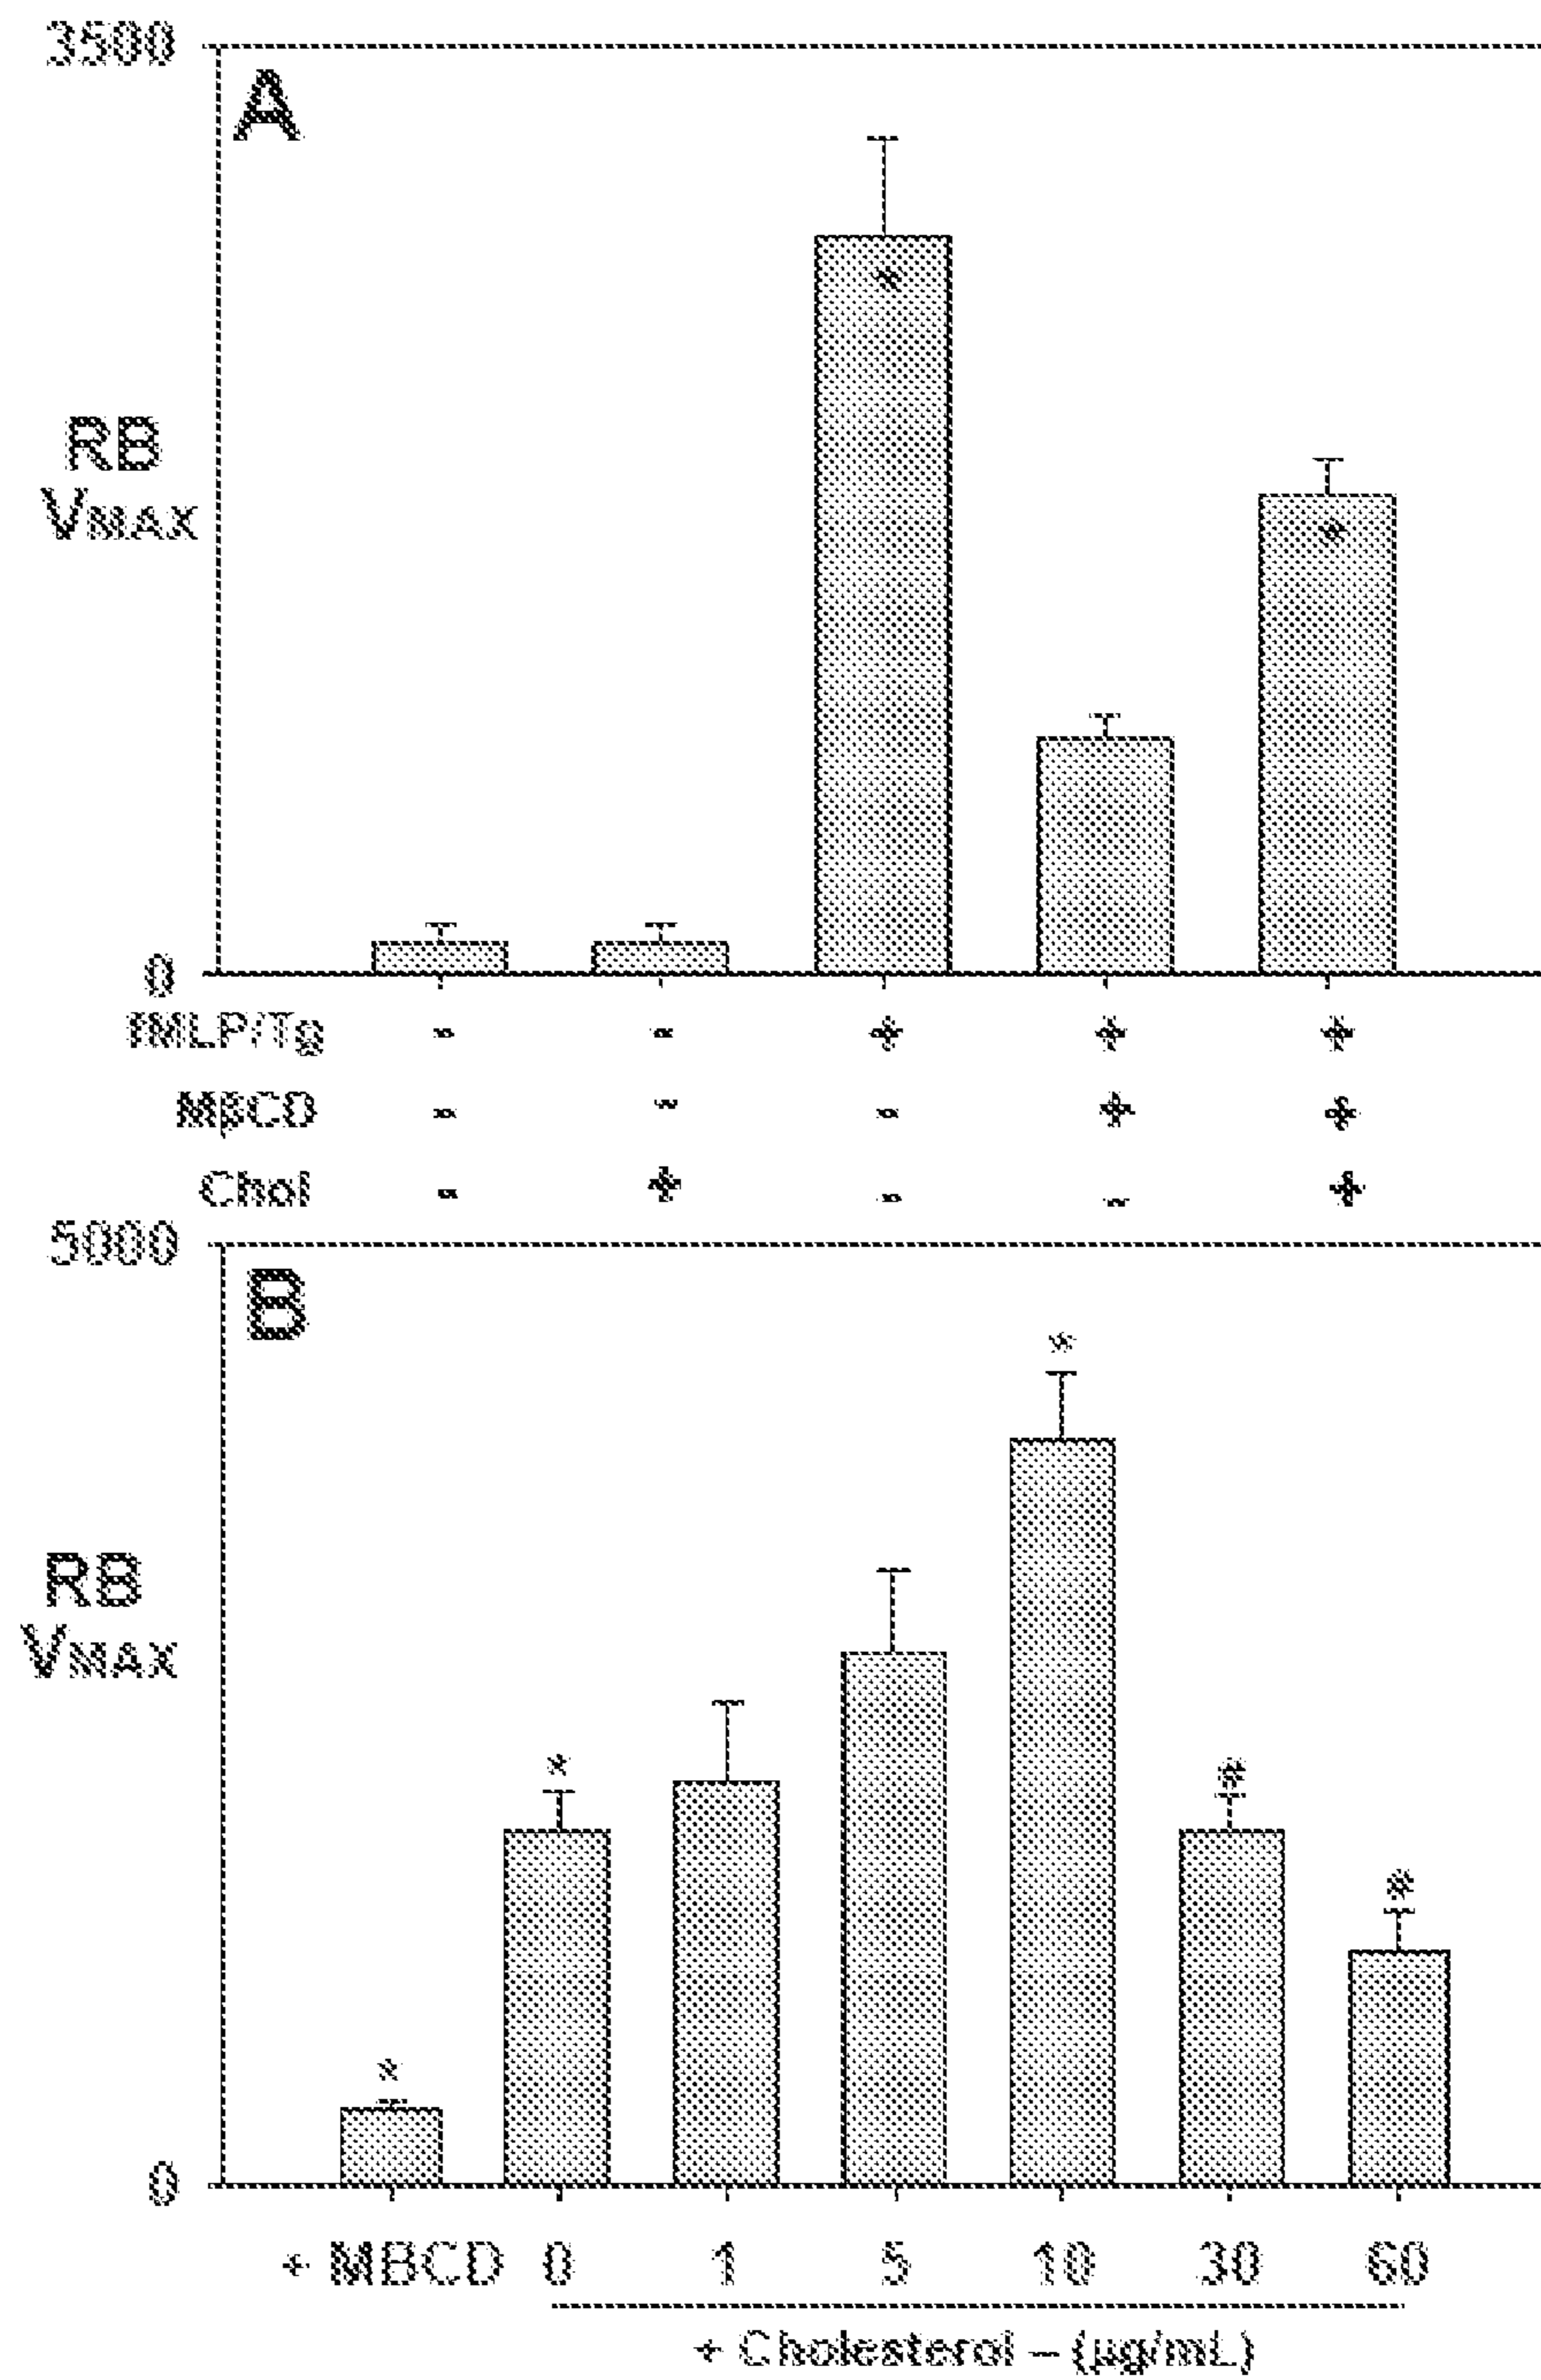 3500
A
*
RB
VMAX
*
0
fMLP/Tg - - + + +
MβCD - - - + +
Chol - + - - +
5000
B
*
RB
VMAX
*
*
0
+ MBCD 0 1 5 10 30 60
+ Cholesterol – (µg/mL)